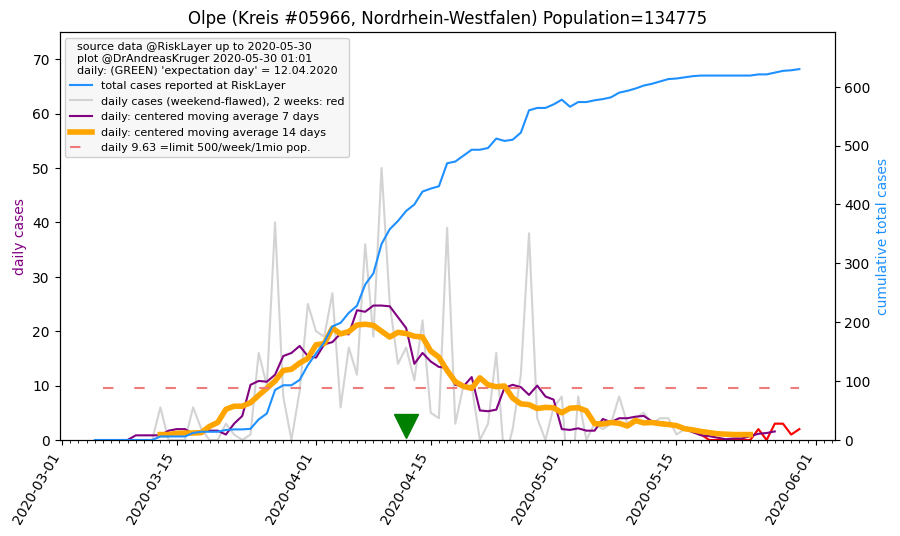 Olpe (Kreis #05966, Nordrhein-Westfalen) Population=134775
source data @RiskLayer up to 2020-05-30
plot @DrAndreasKruger 2020-05-30 01:01
daily: (GREEN) 'expectation day' = 12.04.2020
total cases reported at RiskLayer
daily cases (weekend-flawed), 2 weeks: red
daily: centered moving average 7 days
daily: centered moving average 14 days
daily 9.63 =limit 500/week/1mio pop.
daily cases
70
60
50
40
30
20
10
0
cumulative total cases
600
500
400
300
200
100
0
2020-03-01
2020-03-15
2020-04-01
2020-04-15
2020-05-01
2020-05-15
2020-06-01